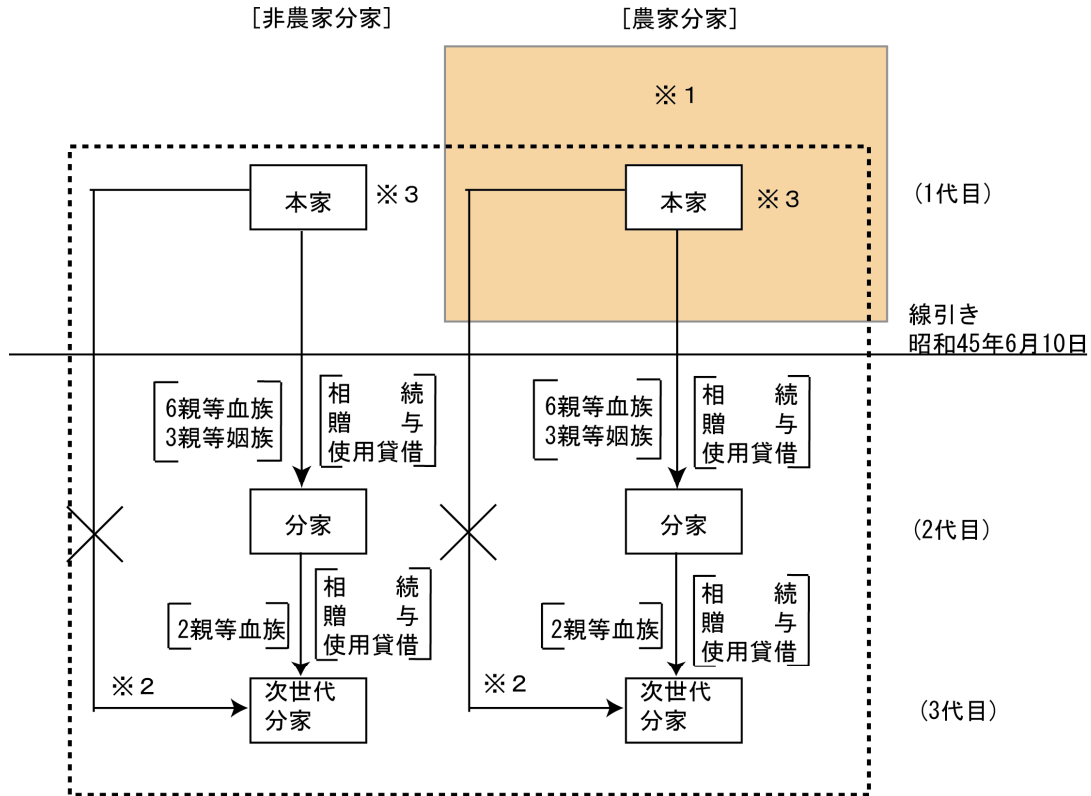 [非農家分家]
[農家分家]
※1
本家
※3
本家
※3
(1代目)
線引き
昭和45年6月10日
6親等血族
3親等姻族
相　　続
贈　　与
使用貸借
6親等血族
3親等姻族
相　　続
贈　　与
使用貸借
分家
分家
(2代目)
2親等血族
相　　続
贈　　与
使用貸借
2親等血族
相　　続
贈　　与
使用貸借
※2
次世代
分家
※2
次世代
分家
(3代目)